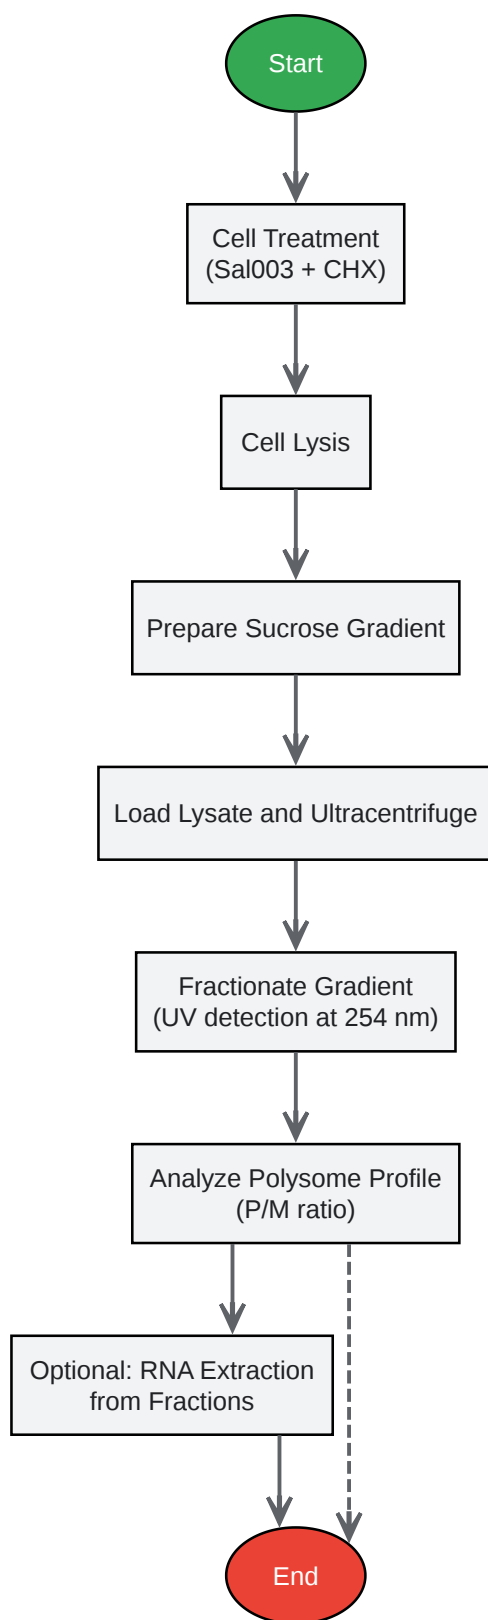 Start
Cell Treatment
(Sal003 + CHX)
Cell Lysis
Prepare Sucrose Gradient
Load Lysate and Ultracentrifuge
Fractionate Gradient
(UV detection at 254 nm)
Analyze Polysome Profile
(P/M ratio)
Optional: RNA Extraction
from Fractions
End